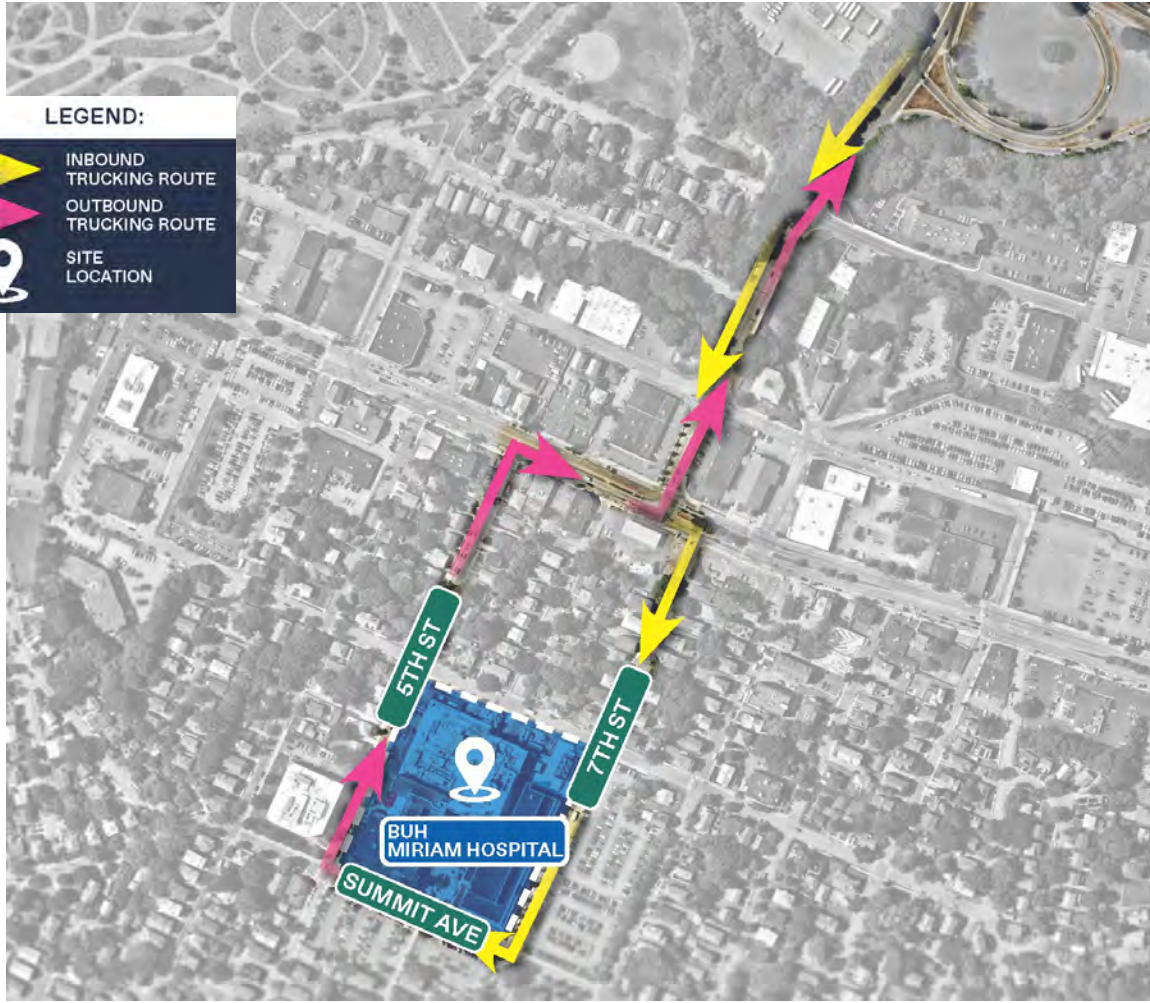 LEGEND:
INBOUND
TRUCKING ROUTE
OUTBOUND
TRUCKING ROUTE
SITE
LOCATION
5TH ST
7TH ST
BUH
MIRIAM HOSPITAL
SUMMIT AVE